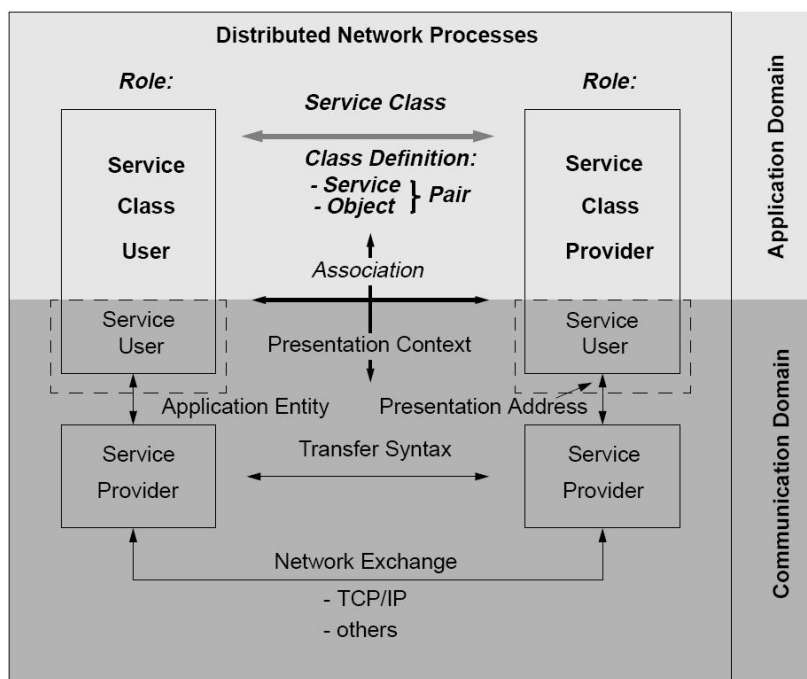 Distributed Network Processes
Role:
Role:
Service Class
Service
Class
User
Class Definition:
- Service
- Object
} Pair
Service
Class
Provider
Association
Service
User
Presentation Context
Service
User
Application Entity
Presentation Address
Service
Provider
Transfer Syntax
Service
Provider
Network Exchange
- TCP/IP
- others
Application Domain
Communication Domain